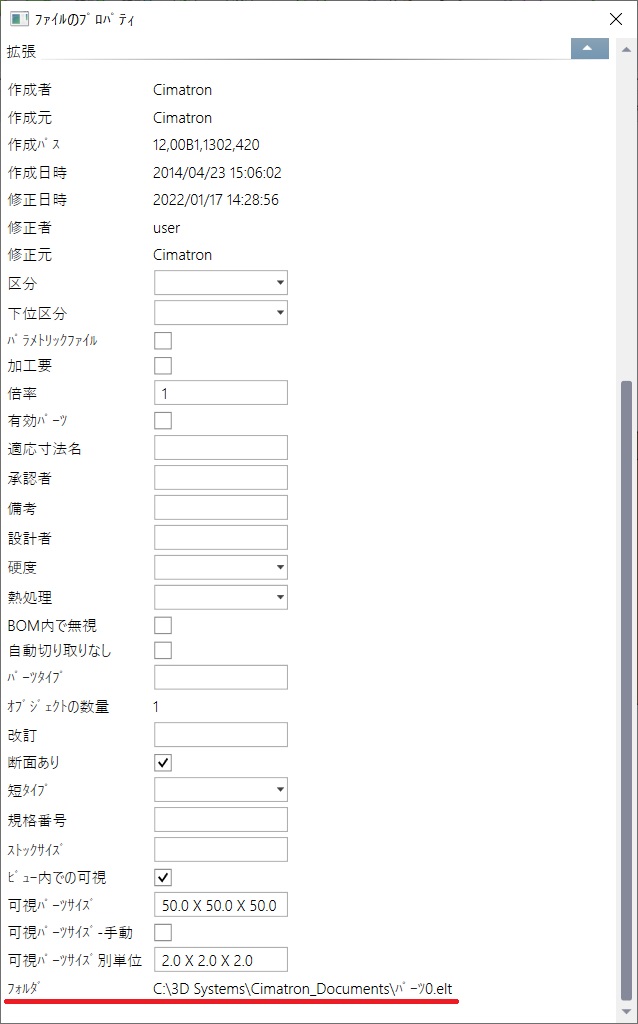 ﾌｧｲﾙのﾌﾟﾛﾊﾟﾃｨ
拡張
作成者 Cimatron
作成元 Cimatron
作成ﾊﾟｽ 12,00B1,1302,420
作成日時 2014/04/23 15:06:02
修正日時 2022/01/17 14:28:56
修正者 user
修正元 Cimatron
区分
下位区分
ﾊﾟﾗﾒﾄﾘｯｸﾌｧｲﾙ
加工要
倍率 1
有効ﾊﾟｰﾂ
適応寸法名
承認者
備考
設計者
硬度
熱処理
BOM内で無視
自動切り取りなし
ﾊﾟｰﾂﾀｲﾌﾟ
ｵﾌﾞｼﾞｪｸﾄの数量 1
改訂
断面あり
短ﾀｲﾌﾟ
規格番号
ｽﾄｯｸｻｲｽﾞ
ﾋﾞｭｰ内での可視
可視ﾊﾟｰﾂｻｲｽﾞ 50.0 X 50.0 X 50.0
可視ﾊﾟｰﾂｻｲｽﾞ-手動
可視ﾊﾟｰﾂｻｲｽﾞ別単位 2.0 X 2.0 X 2.0
ﾌｫﾙﾀﾞ C:\3D Systems\Cimatron_Documents\ﾊﾟｰﾂ0.elt